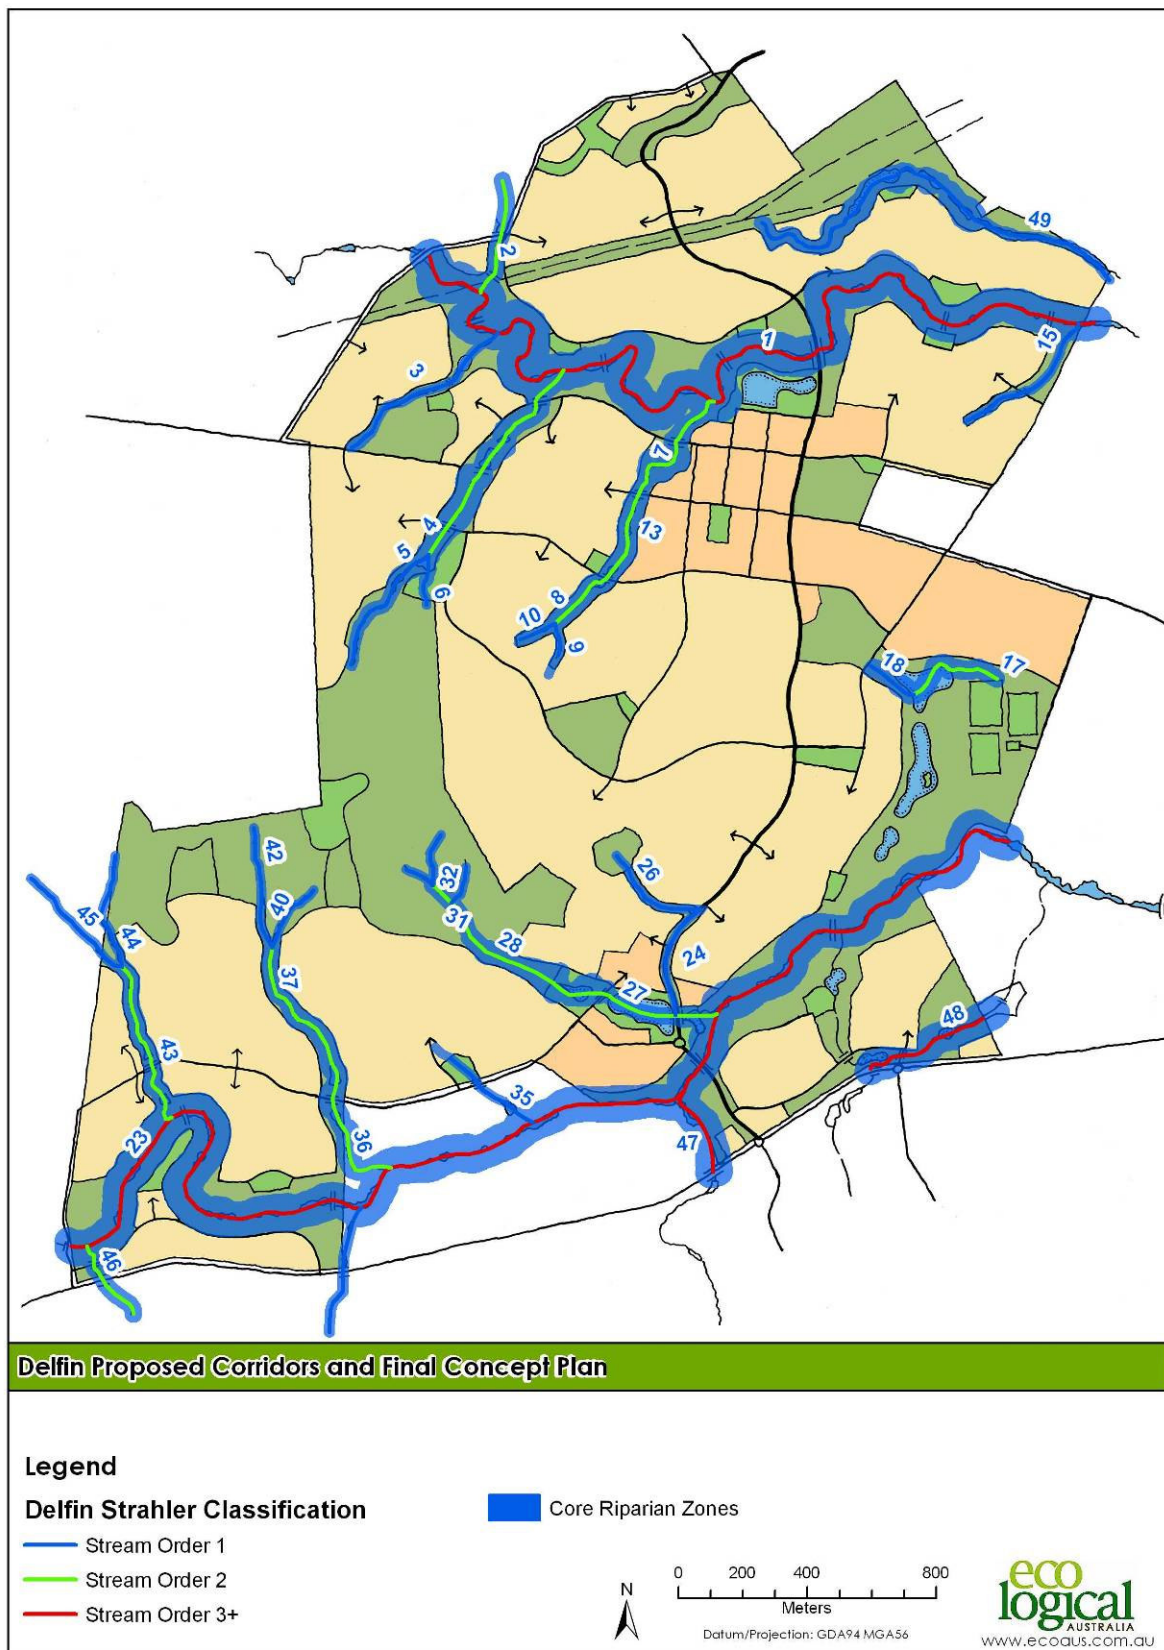 49
2
1
15
3
7
4
13
5
6
8
10
9
18
17
42
32
26
40
45
31
44
28
24
37
27
48
43
35
36
23
47
46
Delfin Proposed Corridors and Final Concept Plan
Legend
Delfin Strahler Classification
Core Riparian Zones
Stream Order 1
Stream Order 2
Stream Order 3+
N
0 200 400 800
Meters
Datum/Projection: GDA94 MGA56
eco
logical
AUSTRALIA
www.ecoaus.com.au